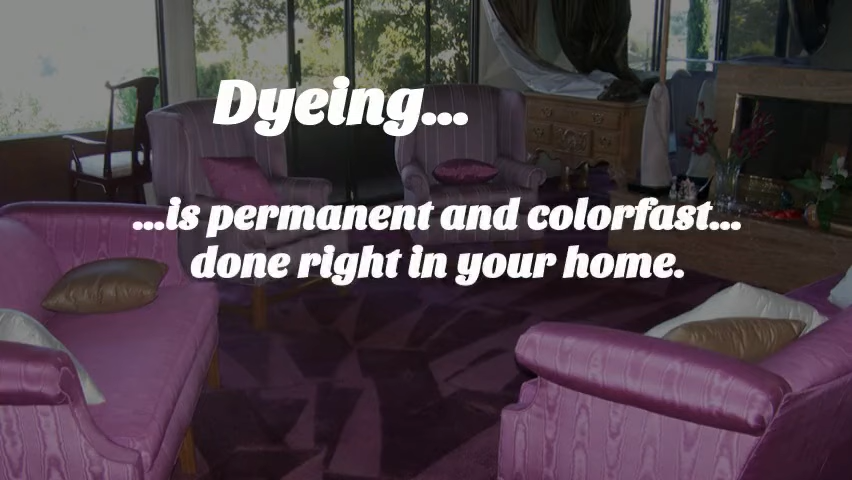 Dyeing...
...is permanent and colorfast...
done right in your home.